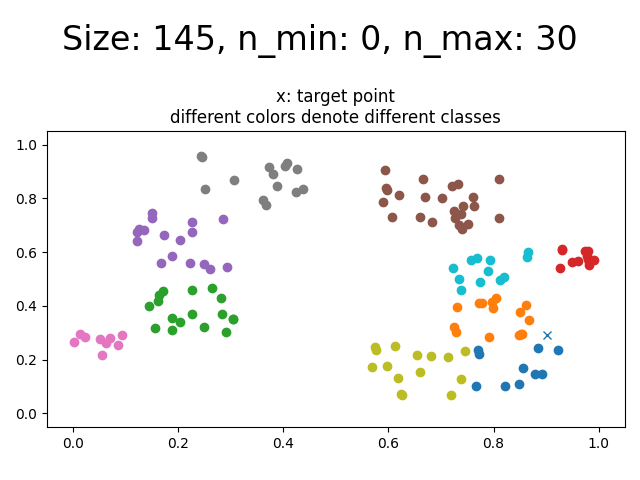 Size: 145, n_min: 0, n_max: 30
x: target point
different colors denote different classes
1.0
0.8
0.6
0.4
0.2
0.0
0.0 0.2 0.4 0.6 0.8 1.0